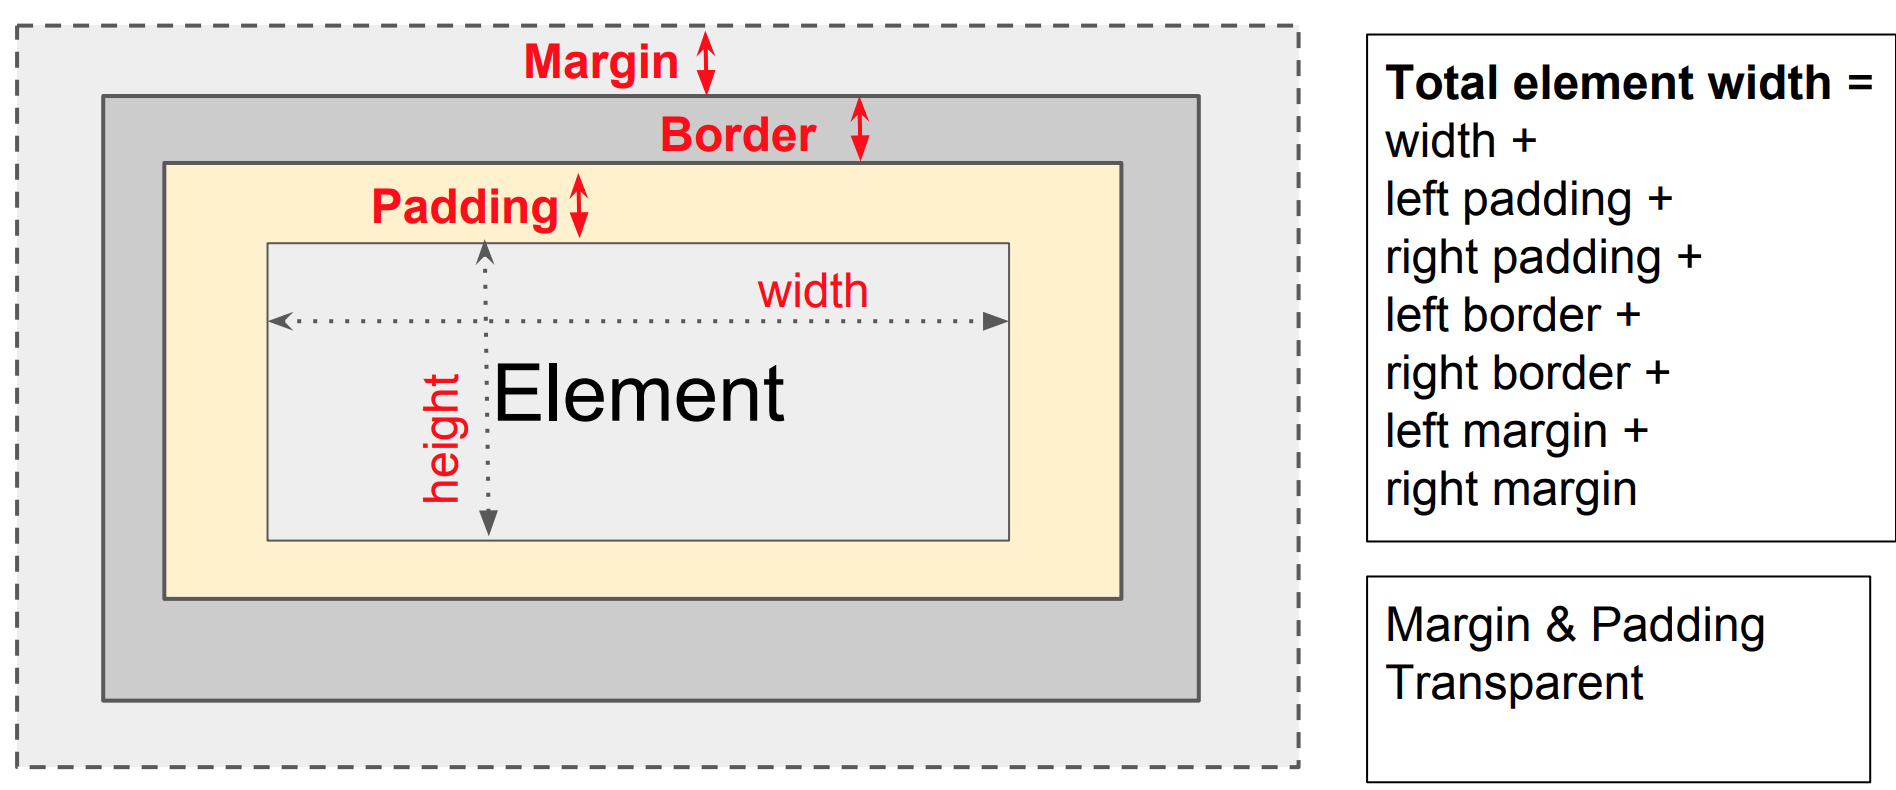 Margin
Border
Padding
width
height
Element
Total element width =
width +
left padding +
right padding +
left border +
right border +
left margin +
right margin
Margin & Padding
Transparent